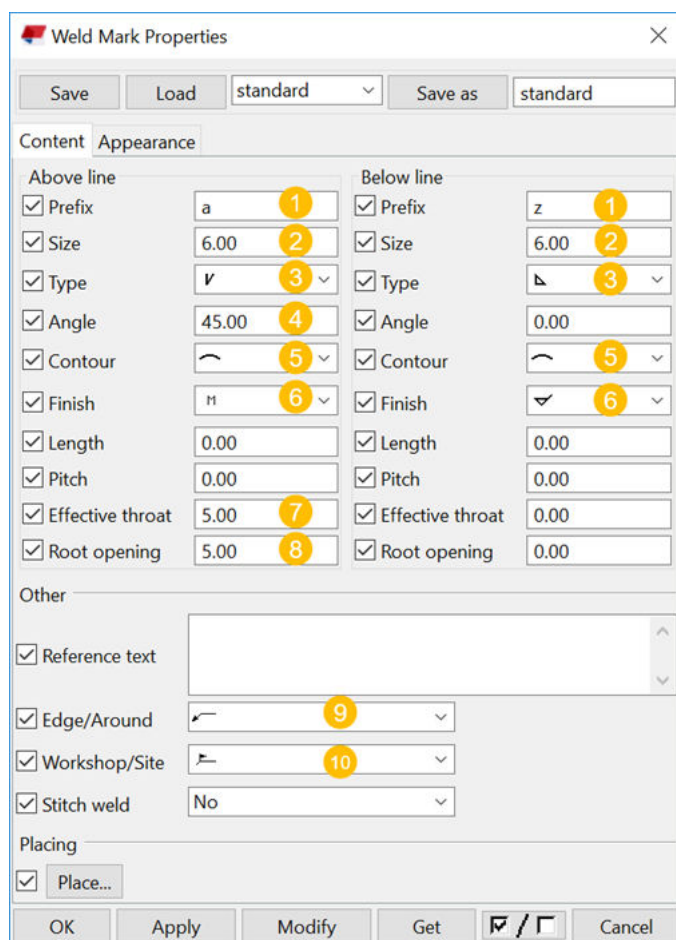 Weld Mark Properties
Save Load standard Save as standard
Content Appearance
Above line Below line
Prefix a 1 Prefix z 1
Size 6.00 2 Size 6.00 2
Type 3 Type 3
Angle 45.00 4 Angle 0.00
Contour 5 Contour 5
Finish M 6 Finish 6
Length 0.00 Length 0.00
Pitch 0.00 Pitch 0.00
Effective throat 5.00 7 Effective throat 0.00
Root opening 5.00 8 Root opening 0.00
Other
Reference text
Edge/Around 9
Workshop/Site 10
Stitch weld No
Placing
Place...
OK Apply Modify Get / Cancel